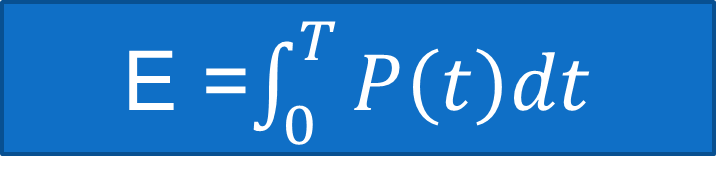 E =∫₀ᵀ P(t)dt